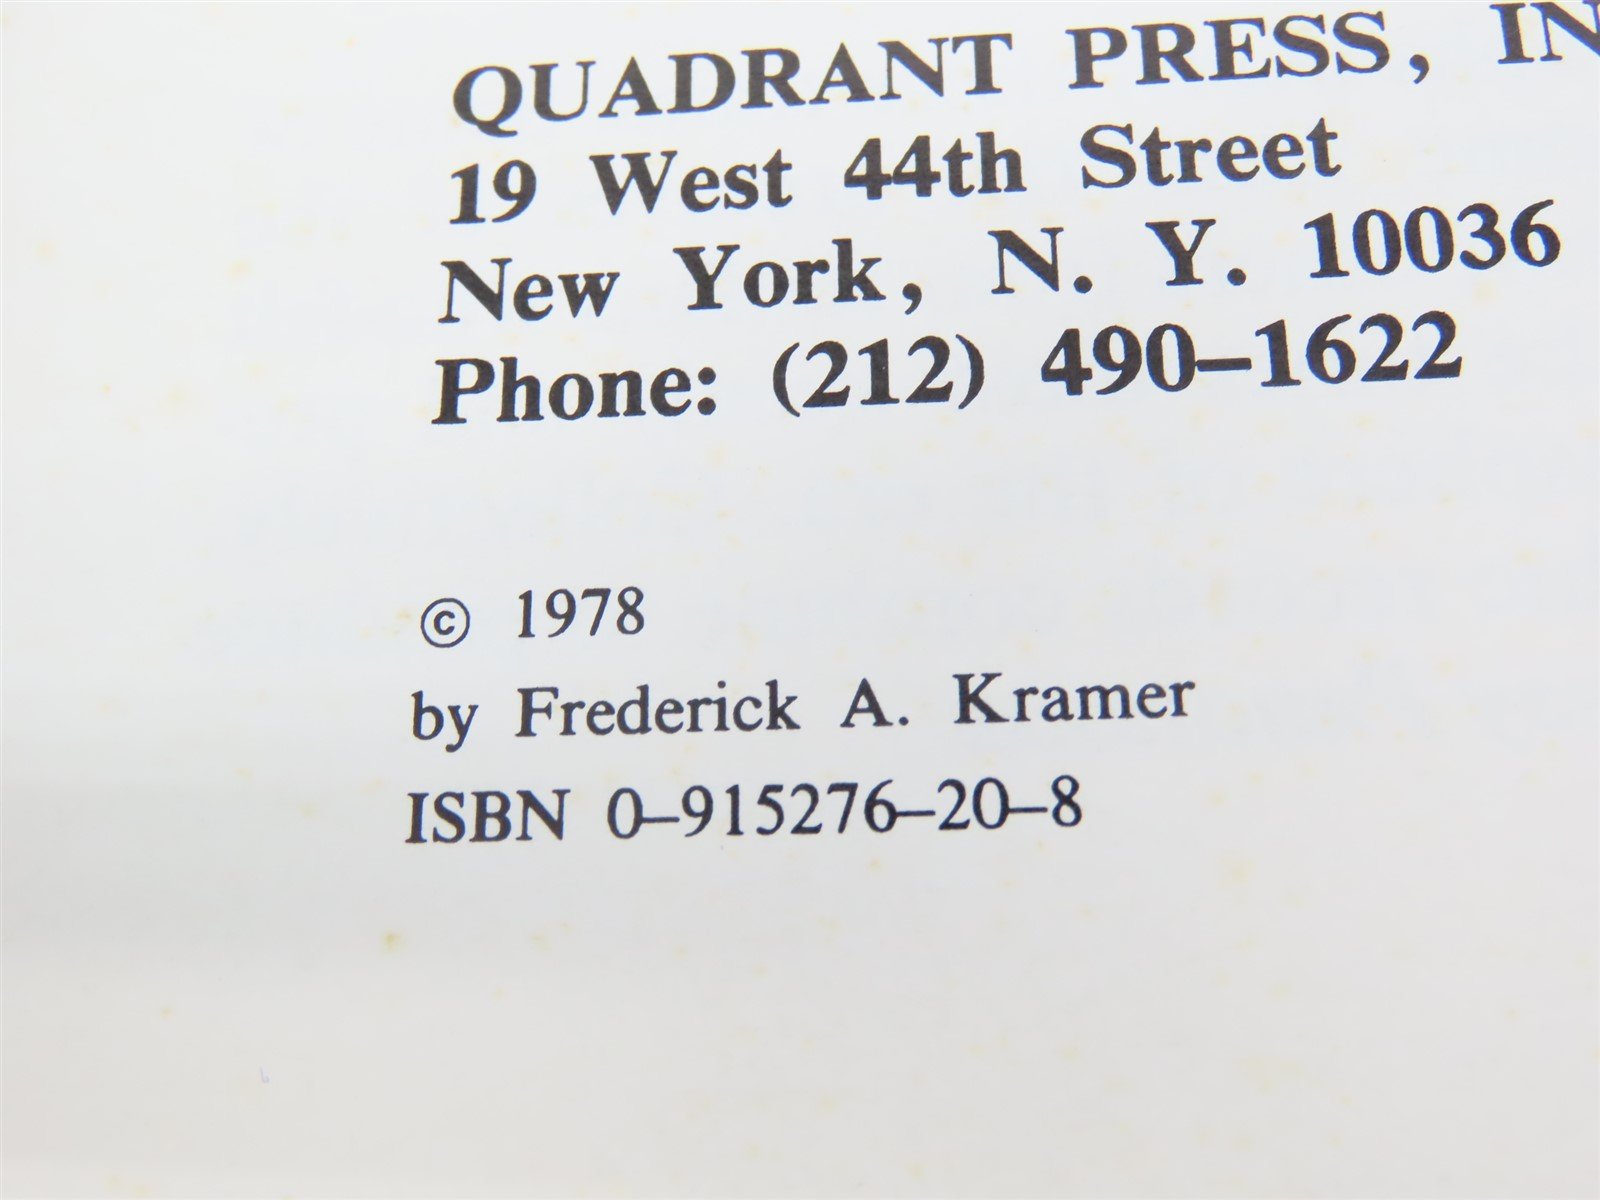 QUADRANT PRESS, IN
19 West 44th Street
New York, N. Y. 10036
Phone: (212) 490–1622
© 1978
by Frederick A. Kramer
ISBN 0–915276–20–8